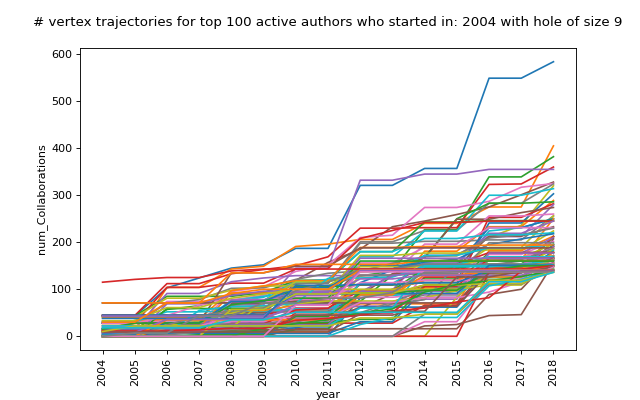 # vertex trajectories for top 100 active authors who started in: 2004 with hole of size 9
600
500
400
300
200
100
0
num_Collaborations
2004 2005 2006 2007 2008 2009 2010 2011 2012 2013 2014 2015 2016 2017 2018
year